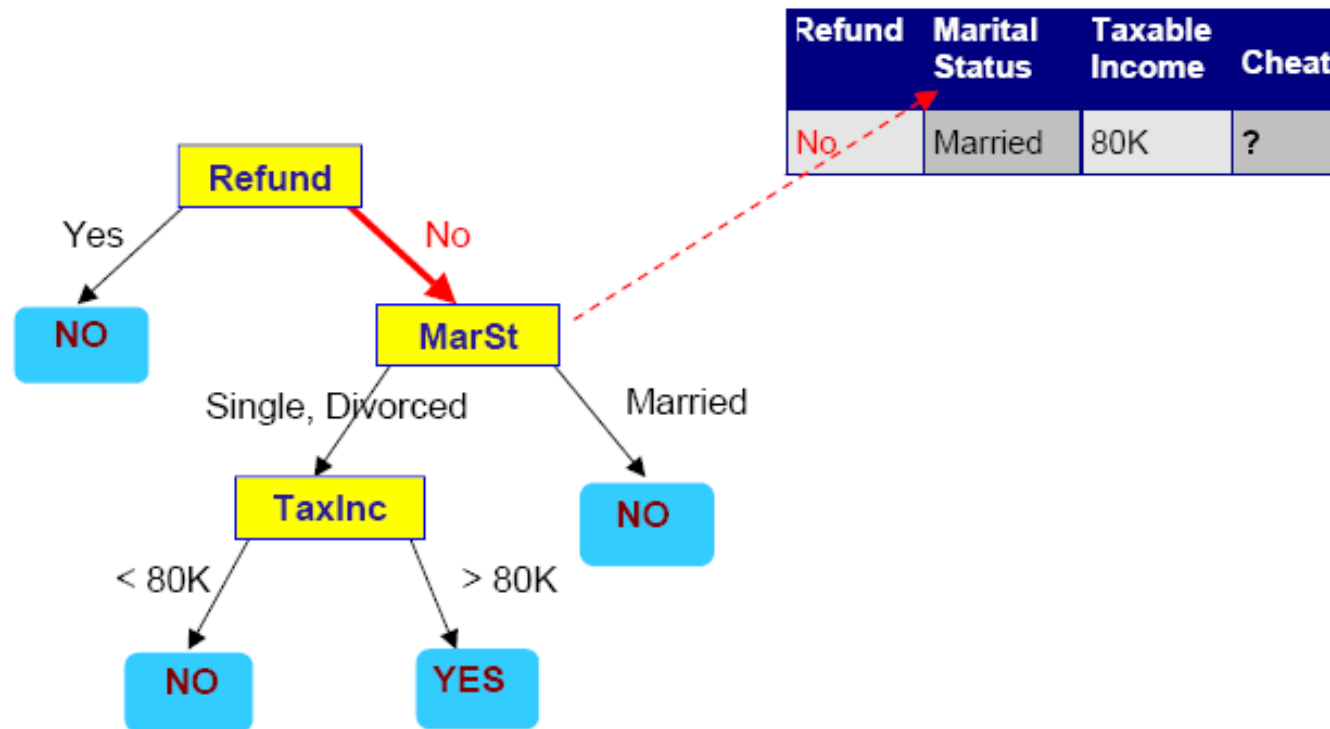 Refund Marital Status Taxable Income Cheat
No Married 80K ?
Refund
Yes
No
NO
MarSt
Single, Divorced
Married
TaxInc
NO
< 80K
> 80K
NO
YES